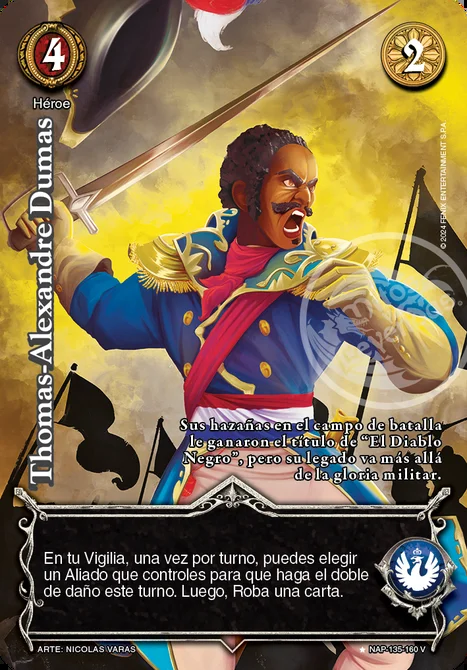 4
2
Héroe
Thomas-Alexandre Dumas
© 2024 FENIX ENTERTAINMENT S.P.A
Sus hazañas en el campo de batalla
le ganaron el título de “El Diablo
Negro”, pero su legado va más allá
de la gloria militar.
En tu Vigilia, una vez por turno, puedes elegir
un Aliado que controles para que haga el doble
de daño este turno. Luego, Roba una carta.
ARTE: NICOLAS VARAS
NAP-135-160 V